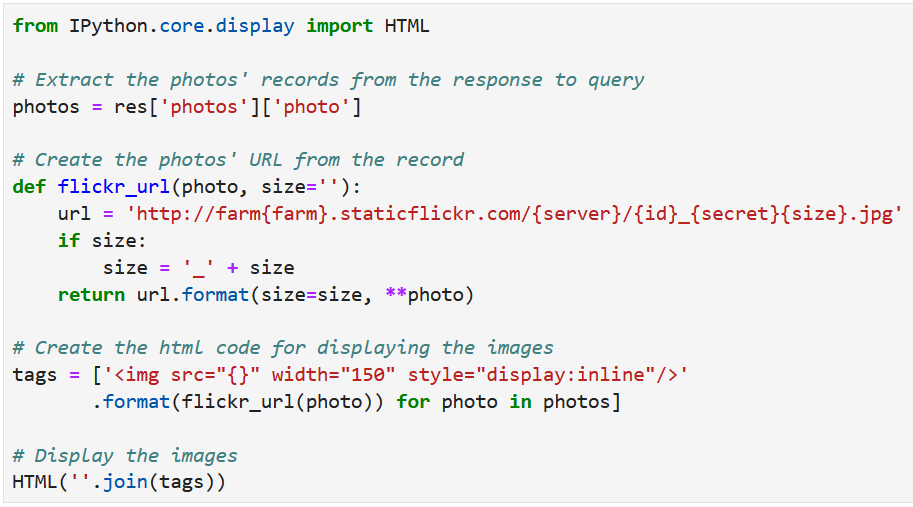 from IPython.core.display import HTML
# Extract the photos' records from the response to query
photos = res['photos']['photo']
# Create the photos' URL from the record
def flickr_url(photo, size=''):
    url = 'http://farm{farm}.staticflickr.com/{server}/{id}_{secret}{size}.jpg'
    if size:
        size = '_' + size
    return url.format(size=size, **photo)
# Create the html code for displaying the images
tags = ['<img src="{}" width="150" style="display:inline"/>'
       .format(flickr_url(photo)) for photo in photos]
# Display the images
HTML(''.join(tags))